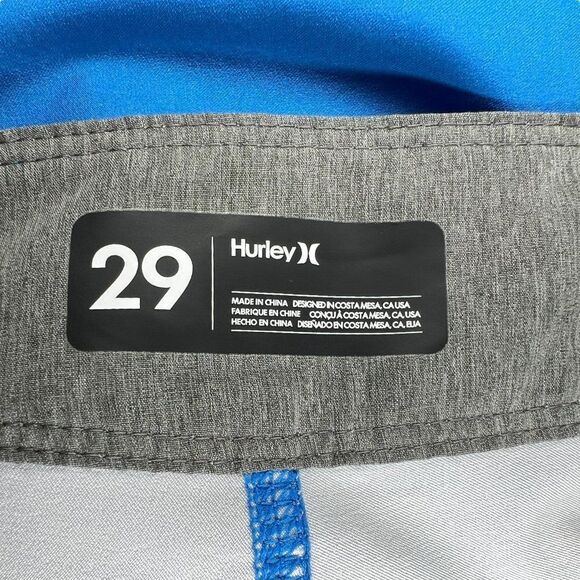 29
Hurley
MADE IN CHINA DESIGNED IN COSTA MESA, CA USA
FABRIQUE EN CHINE CONÇU À COSTA MESA, CA. USA
HECHO EN CHINA DISEÑADO EN COSTA MESA, CA. EUA